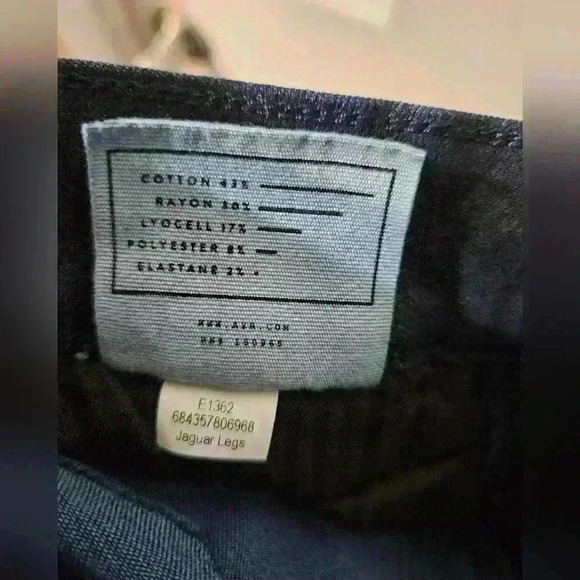 COTTON 43%
RAYON 30%
LYOCELL 17%
POLYESTER 8%
ELASTANE 2%
E1362
684357806968
Jaguar Legs